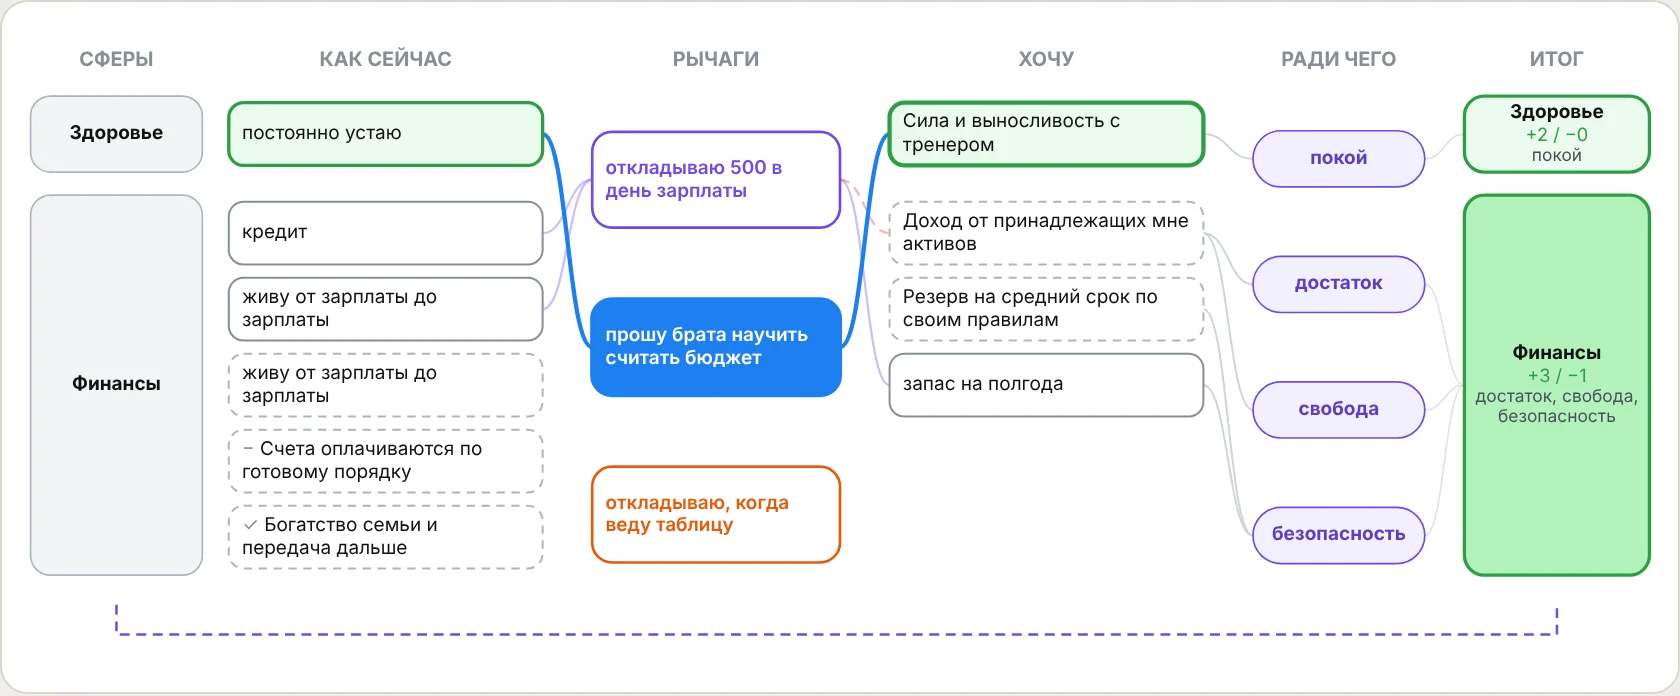 СФЕРЫ
КАК СЕЙЧАС
РЫЧАГИ
ХОЧУ
РАДИ ЧЕГО
ИТОГ
Здоровье
Финансы
постоянно устаю
кредит
живу от зарплаты до
зарплаты
живу от зарплаты до
зарплаты
− Счета оплачиваются по
готовому порядку
✓ Богатство семьи и
передача дальше
откладываю 500 в
день зарплаты
прошу брата научить
считать бюджет
откладываю, когда
веду таблицу
Сила и выносливость с
тренером
Доход от принадлежащих мне
активов
Резерв на средний срок по
своим правилам
запас на полгода
покой
достаток
свобода
безопасность
Здоровье
+2 / −0
покой
Финансы
+3 / −1
достаток, свобода,
безопасность